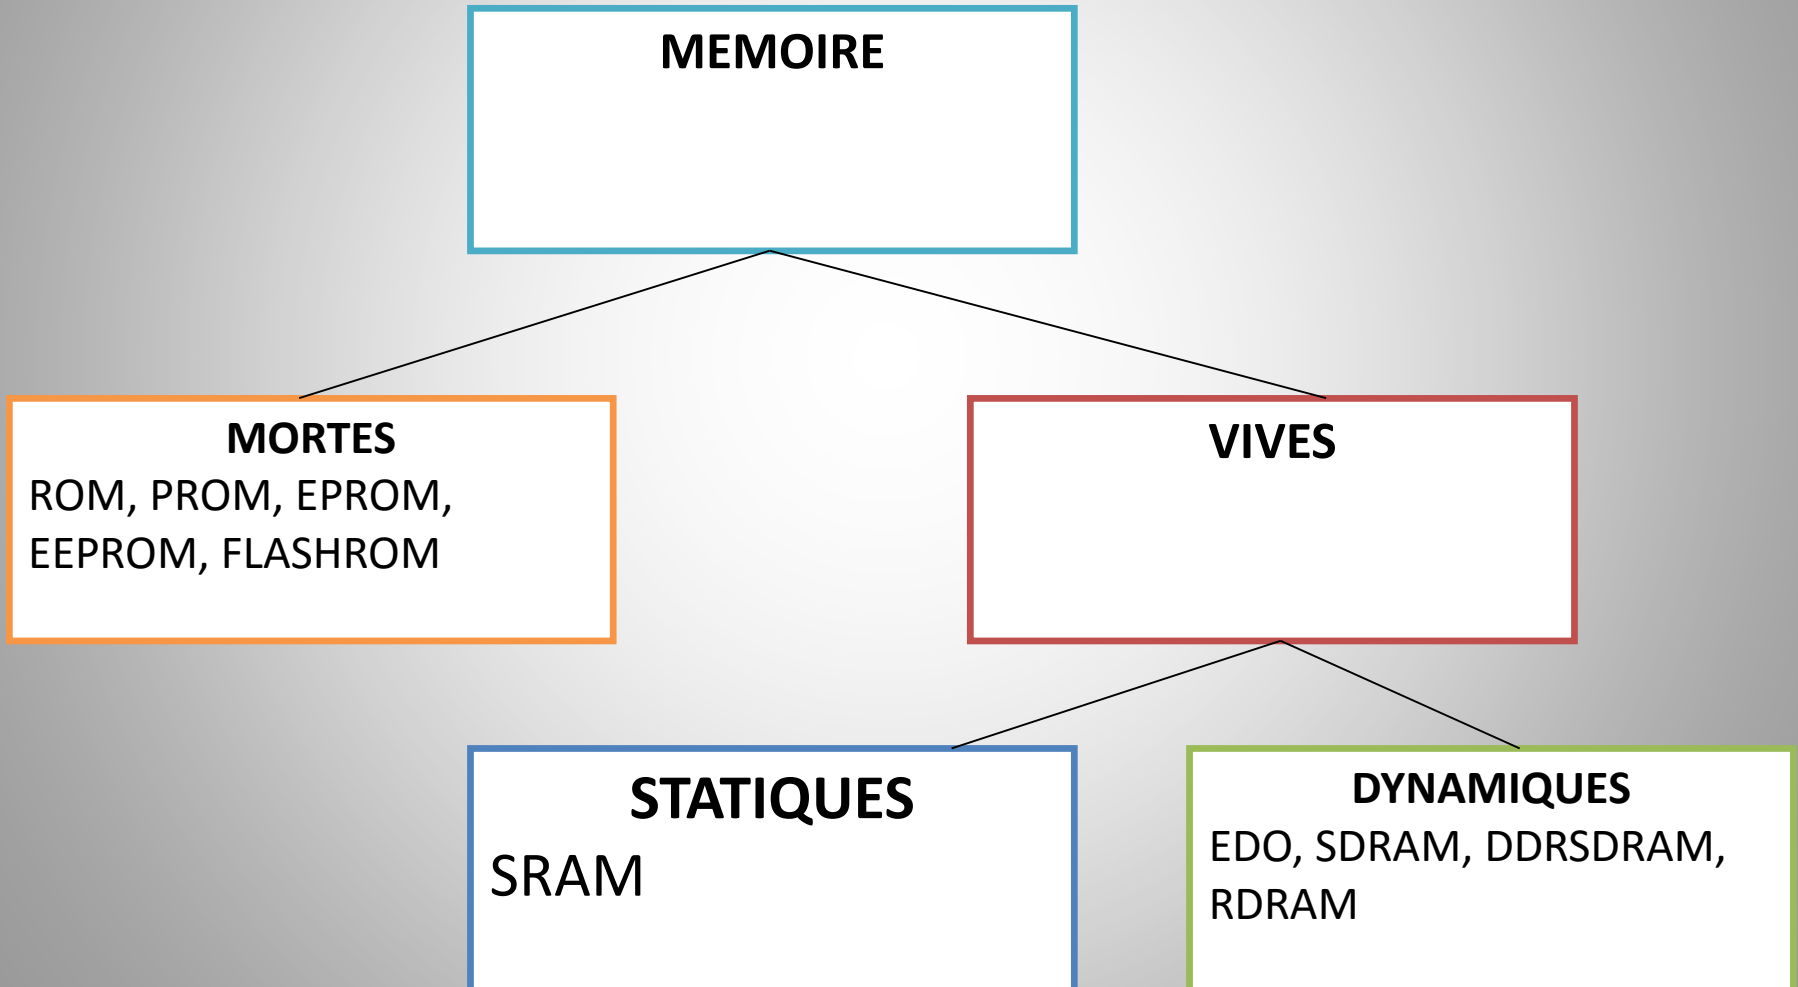 MEMOIRE
MORTES
ROM, PROM, EPROM,
EEPROM, FLASHROM
VIVES
STATIQUES
SRAM
DYNAMIQUES
EDO, SDRAM, DDRSDRAM,
RDRAM